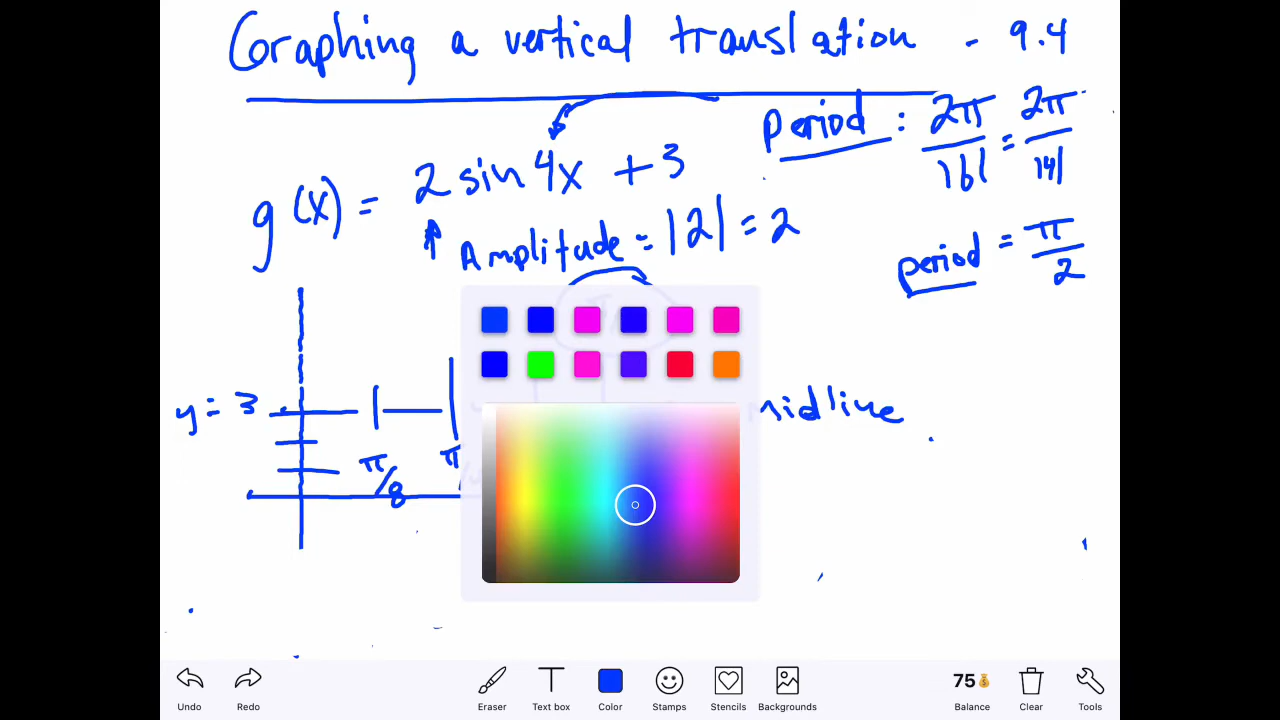 Graphing a vertical translation - 9.4
period : 2π/|b| = 2π/|4|
g(x) = 2 sin 4x + 3
Amplitude = |2| = 2
period = π/2
y = 3
midline
π/8
π
Undo Redo Eraser Text box Color Stamps Stencils Backgrounds 75 Balance Clear Tools